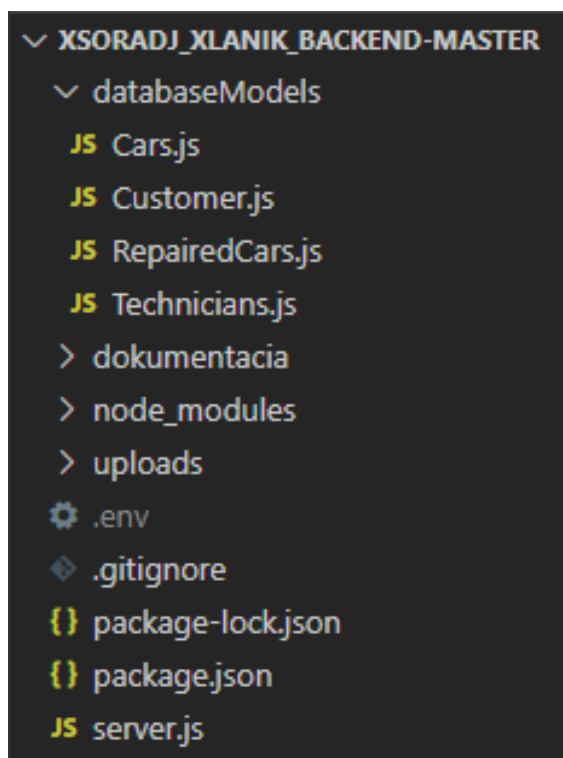 XSORADJ_XLANIK_BACKEND-MASTER
databaseModels
JS Cars.js
JS Customer.js
JS RepairedCars.js
JS Technicians.js
dokumentacia
node_modules
uploads
.env
.gitignore
{} package-lock.json
{} package.json
JS server.js